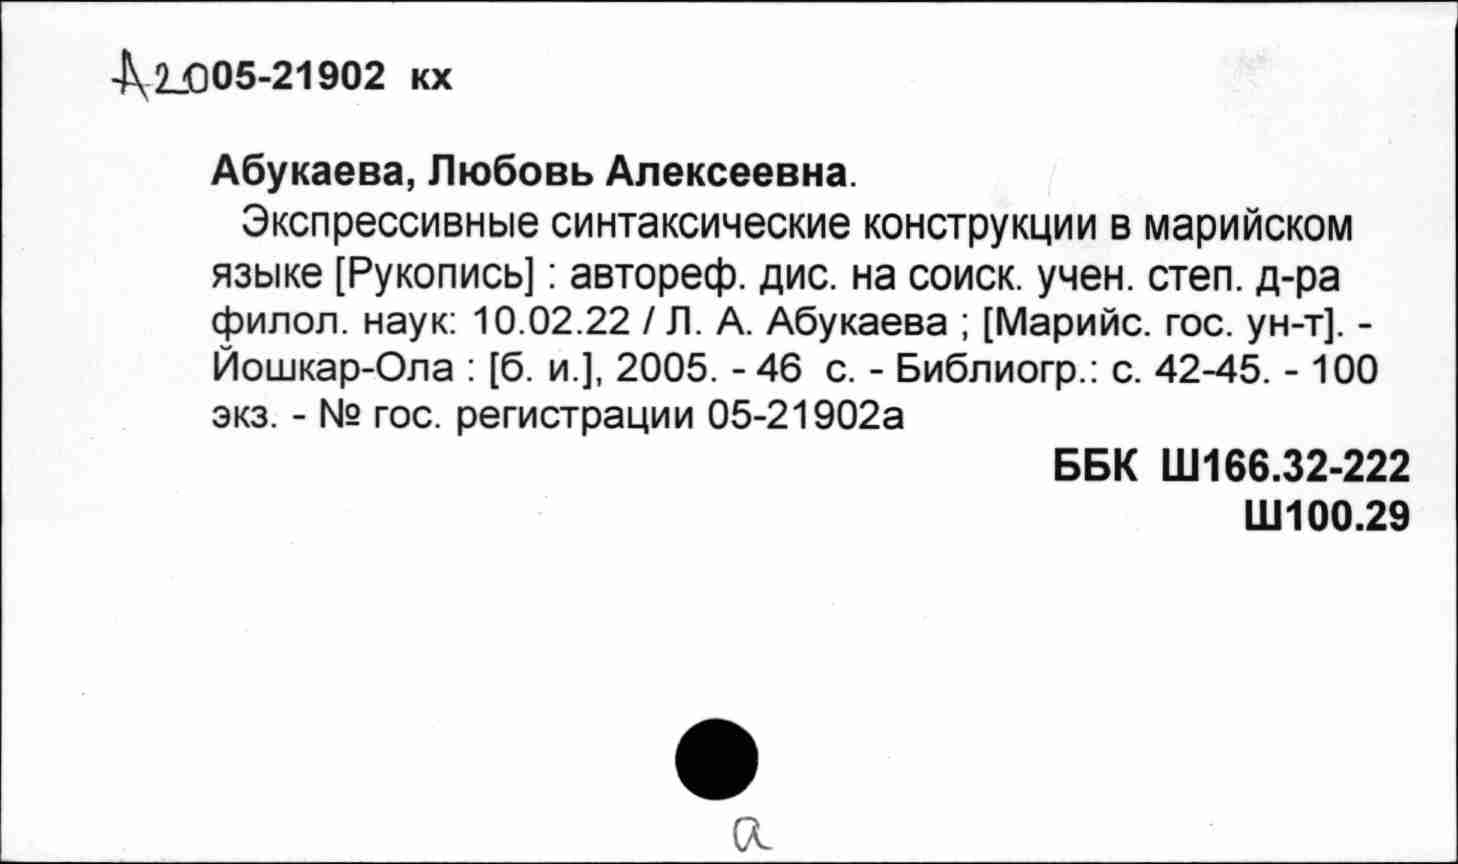 А2005-21902 кх
Абукаева, Любовь Алексеевна.
Экспрессивные синтаксические конструкции в марийском
языке [Рукопись] : автореф. дис. на соиск. учен. степ. д-ра
филол. наук: 10.02.22 / Л. А. Абукаева ; [Марийс. гос. ун-т]. -
Йошкар-Ола : [б. и.], 2005. - 46 с. - Библиогр.: с. 42-45. - 100
экз. - № гос. регистрации 05-21902а
ББК Ш166.32-222
Ш100.29
а